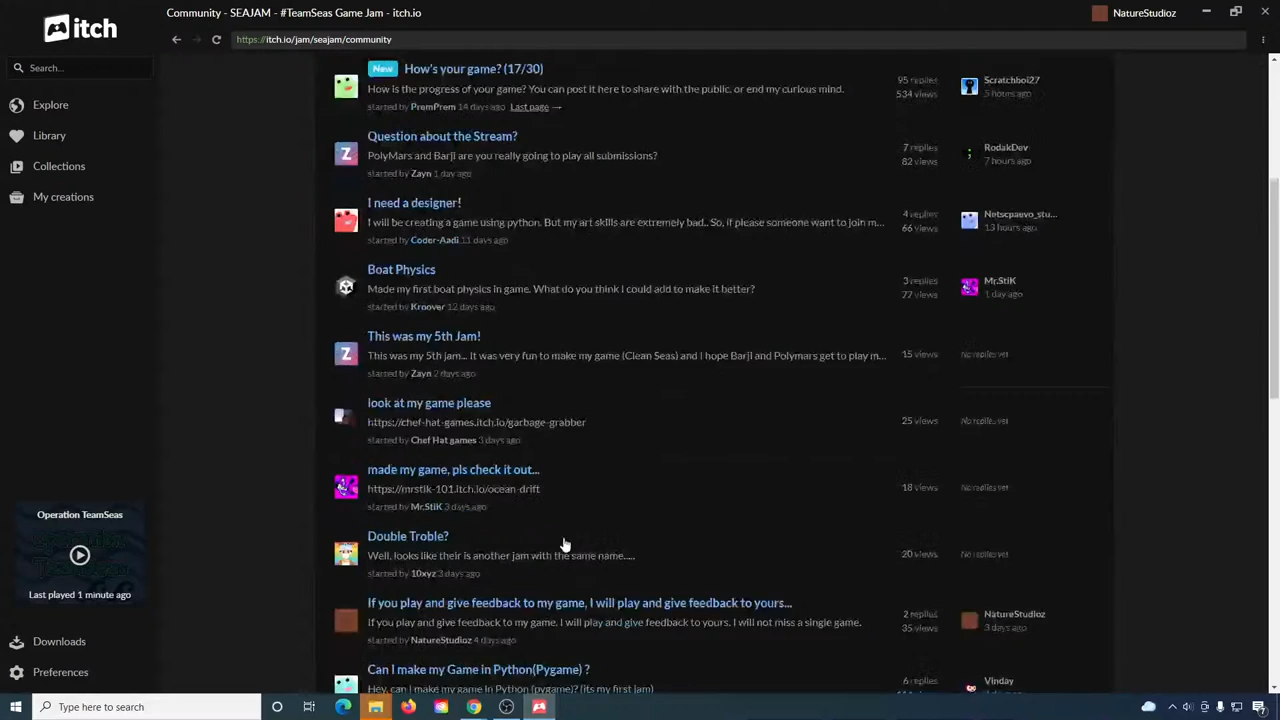 Community - SEAJAM - #TeamSeas Game Jam - itch.io
NatureStudioz
itch
https://itch.io/jam/seajam/community
Search...
Explore
Library
Collections
My creations
New How's your game? (17/30)
How is the progress of your game? You can post it here to share with the public, or end my curious mind.
started by PremPrem 14 days ago Last page →
95 replies
534 views
Scratchboi27
5 hours ago
Question about the Stream?
PolyMars and Barji are you really going to play all submissions?
started by Zayn 1 day ago
7 replies
82 views
RodakDev
7 hours ago
I need a designer!
I will be creating a game using python. But my art skills are extremely bad.. So, if please someone want to join m...
started by Coder-Aadi 11 days ago
4 replies
66 views
Netscpaevo_stu...
13 hours ago
Boat Physics
Made my first boat physics in game. What do you think I could add to make it better?
started by Kroover 12 days ago
3 replies
77 views
Mr.StiK
1 day ago
This was my 5th Jam!
This was my 5th jam... It was very fun to make my game (Clean Seas) and I hope Barji and Polymars get to play m...
started by Zayn 2 days ago
15 views
No replies yet
look at my game please
https://chef-hat-games.itch.io/garbage-grabber
started by Chef Hat games 3 days ago
25 views
No replies yet
made my game, pls check it out...
https://mrstik-101.itch.io/ocean-drift
started by Mr.StiK 3 days ago
18 views
No replies yet
Double Troble?
Well, looks like their is another jam with the same name.....
started by 10xyz 3 days ago
20 views
No replies yet
If you play and give feedback to my game, I will play and give feedback to yours...
If you play and give feedback to my game. I will play and give feedback to yours. I will not miss a single game.
started by NatureStudioz 4 days ago
2 replies
35 views
NatureStudioz
3 days ago
Can I make my Game in Python(Pygame) ?
Hey, can I make my game in Python (pygame)? (its my first jam)
6 replies
Vinday
Operation TeamSeas
Last played 1 minute ago
Downloads
Preferences
Type here to search